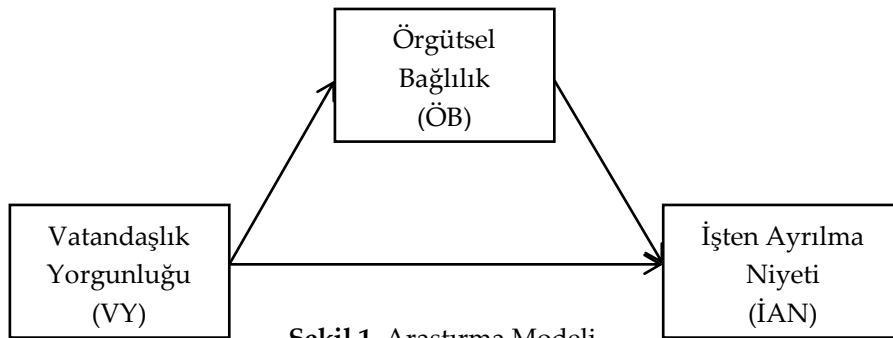 Örgütsel
Bağlılık
(ÖB)
Vatandaşlık
Yorgunluğu
(VY)
İşten Ayrılma
Niyeti
(İAN)
Şekil 1. Araştırma Modeli